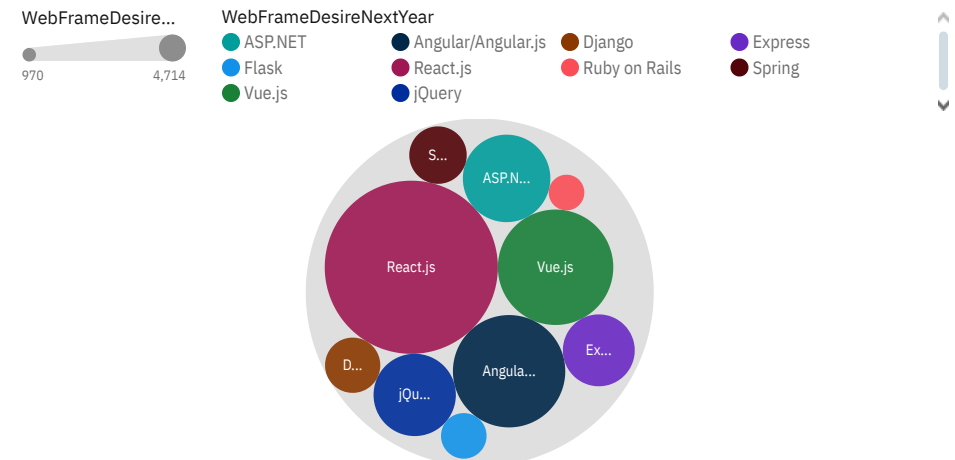 WebFrameDesire...
970 4,714
WebFrameDesireNextYear
ASP.NET Angular/Angular.js Django Express
Flask React.js Ruby on Rails Spring
Vue.js jQuery
S...
ASP.N...
React.js
Vue.js
Ex...
D...
Angula...
jQu...